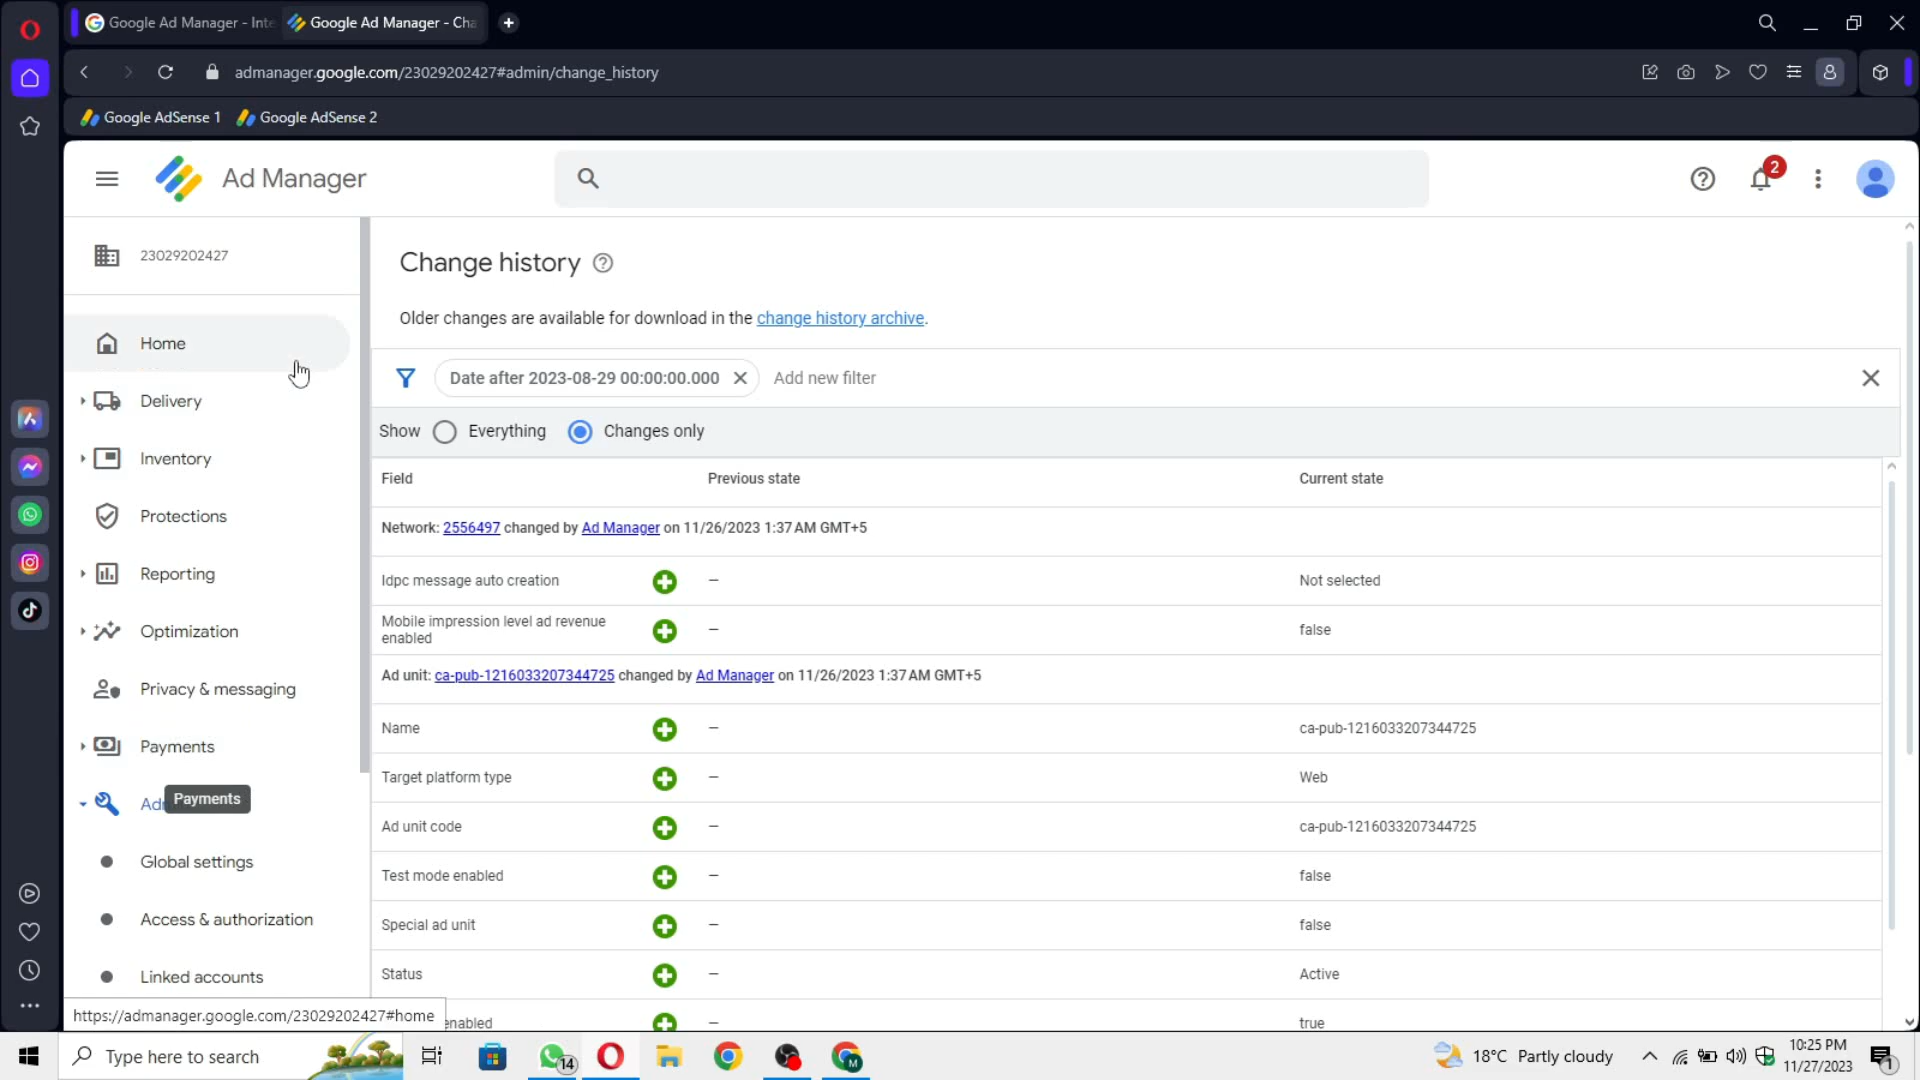 Google Ad Manager - Inte
Google Ad Manager - Cha
admanager.google.com/23029202427#admin/change_history
Google AdSense 1
Google AdSense 2
Ad Manager
2
23029202427
Home
Delivery
Inventory
Protections
Reporting
Optimization
Privacy & messaging
Payments
Ad
Payments
Global settings
Access & authorization
Linked accounts
https://admanager.google.com/23029202427#home
Change history
Older changes are available for download in the change history archive.
Date after 2023-08-29 00:00:00.000
Add new filter
Show Everything Changes only
Field Previous state Current state
Network: 2556497 changed by Ad Manager on 11/26/2023 1:37 AM GMT+5
Idpc message auto creation – Not selected
Mobile impression level ad revenue
enabled – false
Ad unit: ca-pub-1216033207344725 changed by Ad Manager on 11/26/2023 1:37 AM GMT+5
Name – ca-pub-1216033207344725
Target platform type – Web
Ad unit code – ca-pub-1216033207344725
Test mode enabled – false
Special ad unit – false
Status – Active
enabled – true
Type here to search
14
M
18°C Partly cloudy
10:25 PM
11/27/2023
1